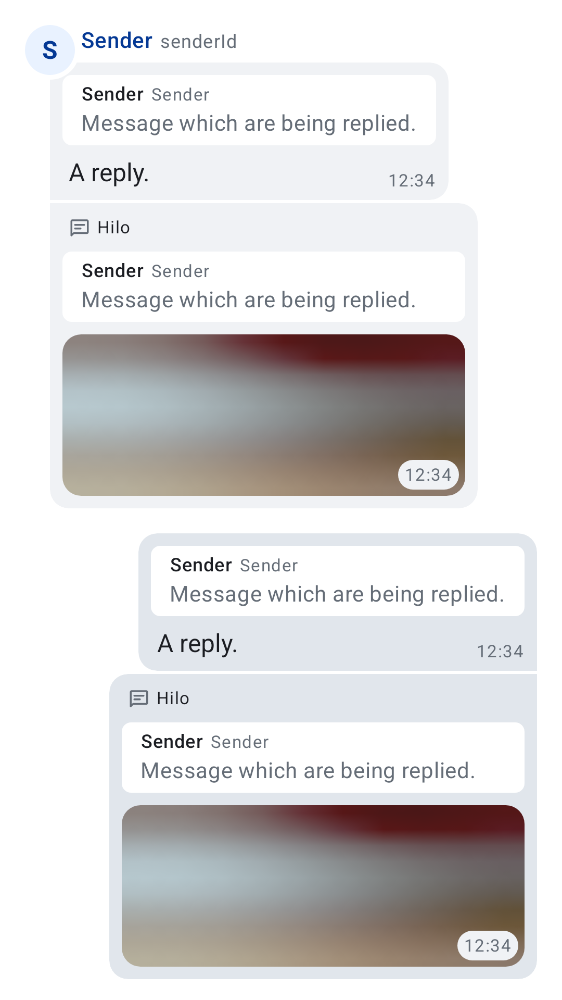 S Sender senderId
Sender Sender
Message which are being replied.
A reply. 12:34
Hilo
Sender Sender
Message which are being replied.
12:34
Sender Sender
Message which are being replied.
A reply. 12:34
Hilo
Sender Sender
Message which are being replied.
12:34